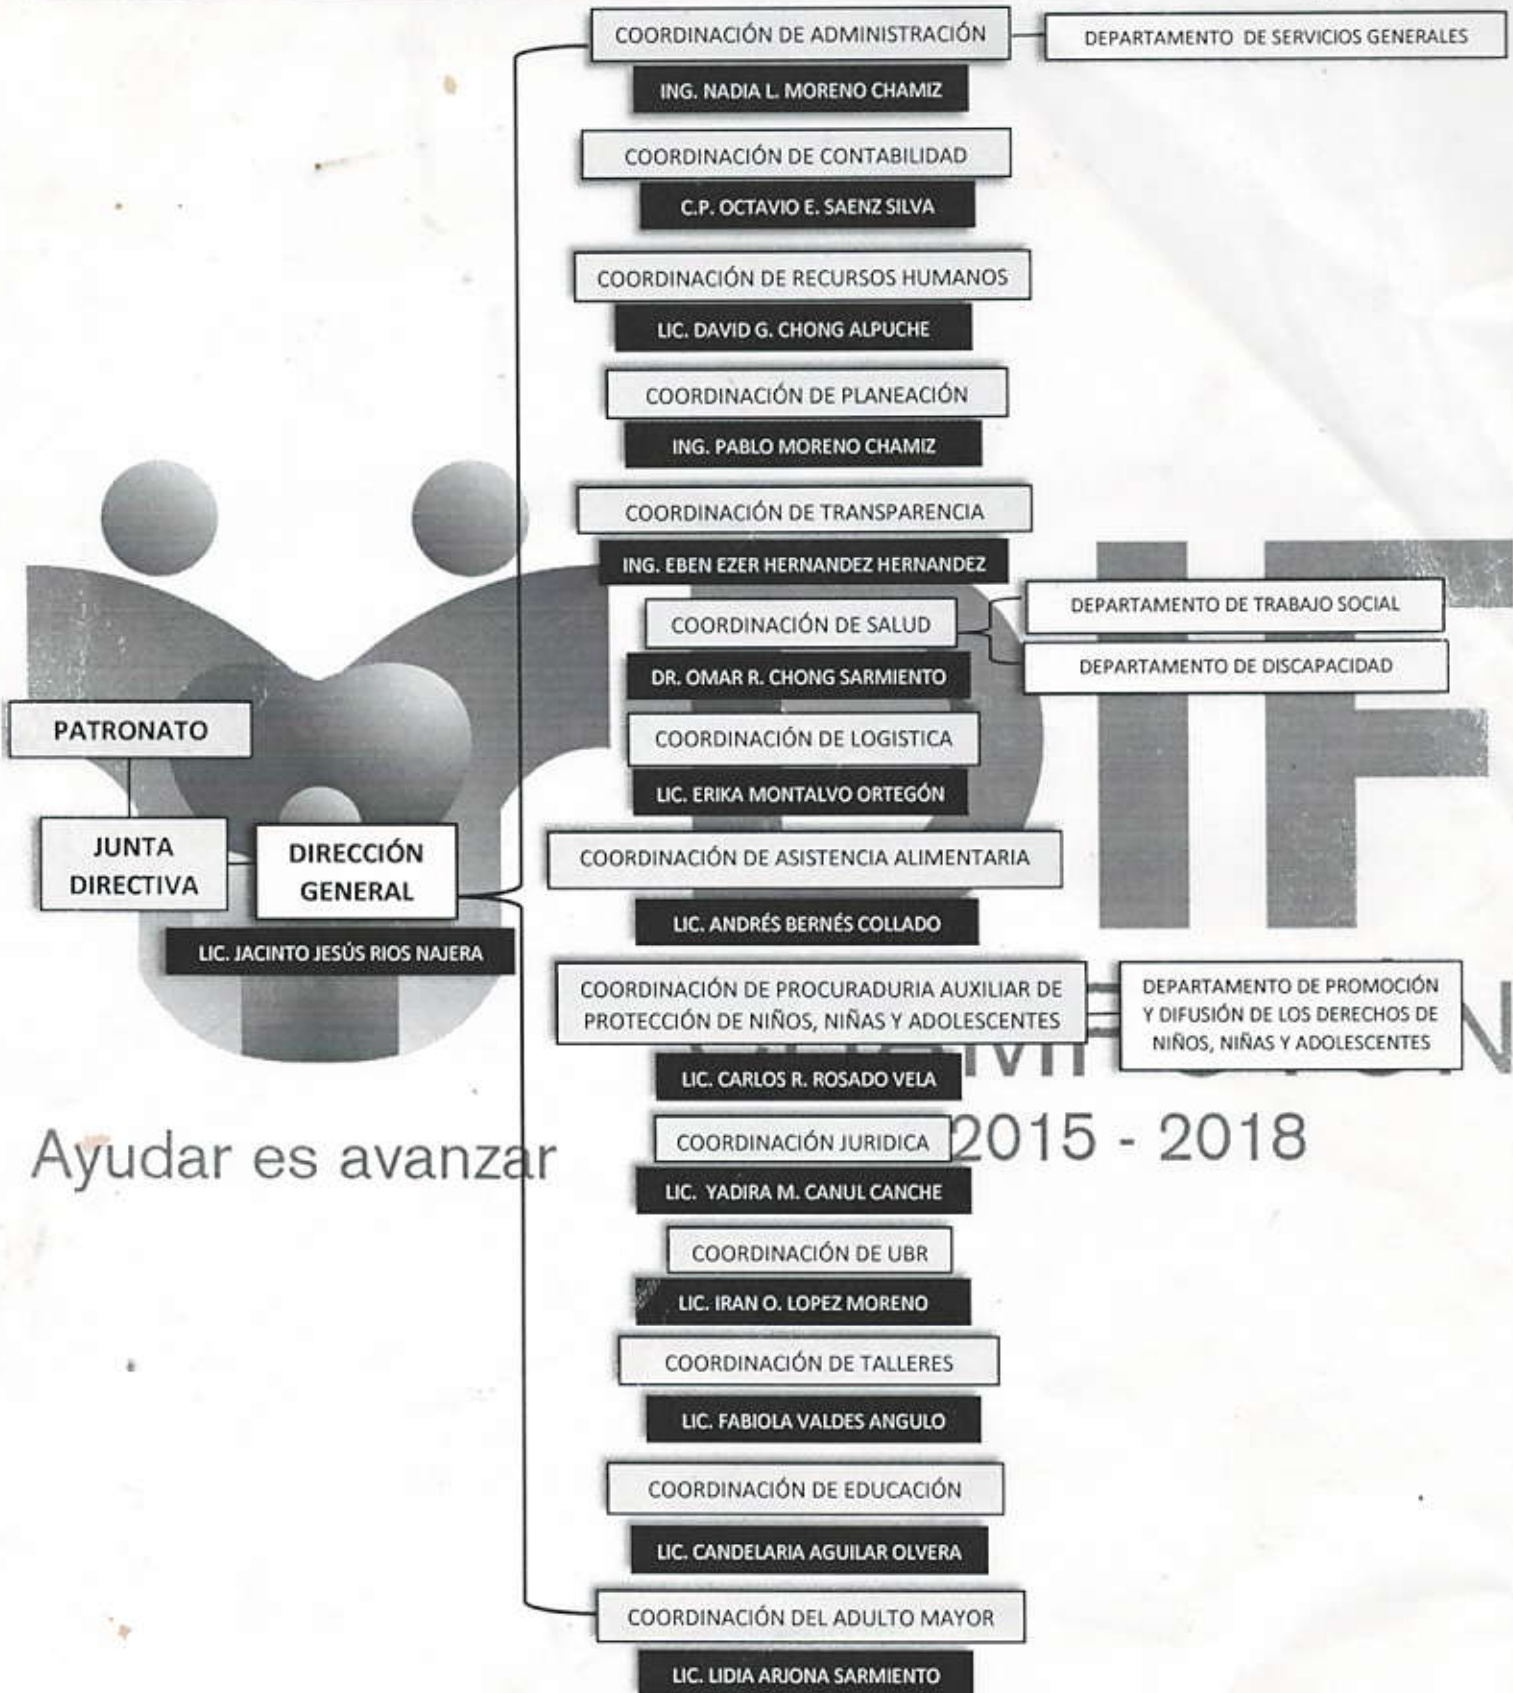 COORDINACIÓN DE ADMINISTRACIÓN
DEPARTAMENTO DE SERVICIOS GENERALES
ING. NADIA L. MORENO CHAMIZ
COORDINACIÓN DE CONTABILIDAD
C.P. OCTAVIO E. SAENZ SILVA
COORDINACIÓN DE RECURSOS HUMANOS
LIC. DAVID G. CHONG ALPUCHE
COORDINACIÓN DE PLANEACIÓN
ING. PABLO MORENO CHAMIZ
COORDINACIÓN DE TRANSPARENCIA
ING. EBEN EZER HERNANDEZ HERNANDEZ
COORDINACIÓN DE SALUD
DEPARTAMENTO DE TRABAJO SOCIAL
DEPARTAMENTO DE DISCAPACIDAD
DR. OMAR R. CHONG SARMIENTO
PATRONATO
COORDINACIÓN DE LOGISTICA
LIC. ERIKA MONTALVO ORTEGÓN
JUNTA
DIRECTIVA
DIRECCIÓN
GENERAL
LIC. JACINTO JESÚS RIOS NAJERA
COORDINACIÓN DE ASISTENCIA ALIMENTARIA
LIC. ANDRÉS BERNÉS COLLADO
DIF
COORDINACIÓN DE PROCURADURIA AUXILIAR DE
PROTECCIÓN DE NIÑOS, NIÑAS Y ADOLESCENTES
DEPARTAMENTO DE PROMOCIÓN
Y DIFUSIÓN DE LOS DERECHOS DE
NIÑOS, NIÑAS Y ADOLESCENTES
LIC. CARLOS R. ROSADO VELA
Ayudar es avanzar
COORDINACIÓN JURIDICA
2015 - 2018
LIC. YADIRA M. CANUL CANCHE
COORDINACIÓN DE UBR
LIC. IRAN O. LOPEZ MORENO
COORDINACIÓN DE TALLERES
LIC. FABIOLA VALDES ANGULO
COORDINACIÓN DE EDUCACIÓN
LIC. CANDELARIA AGUILAR OLVERA
COORDINACIÓN DEL ADULTO MAYOR
LIC. LIDIA ARJONA SARMIENTO